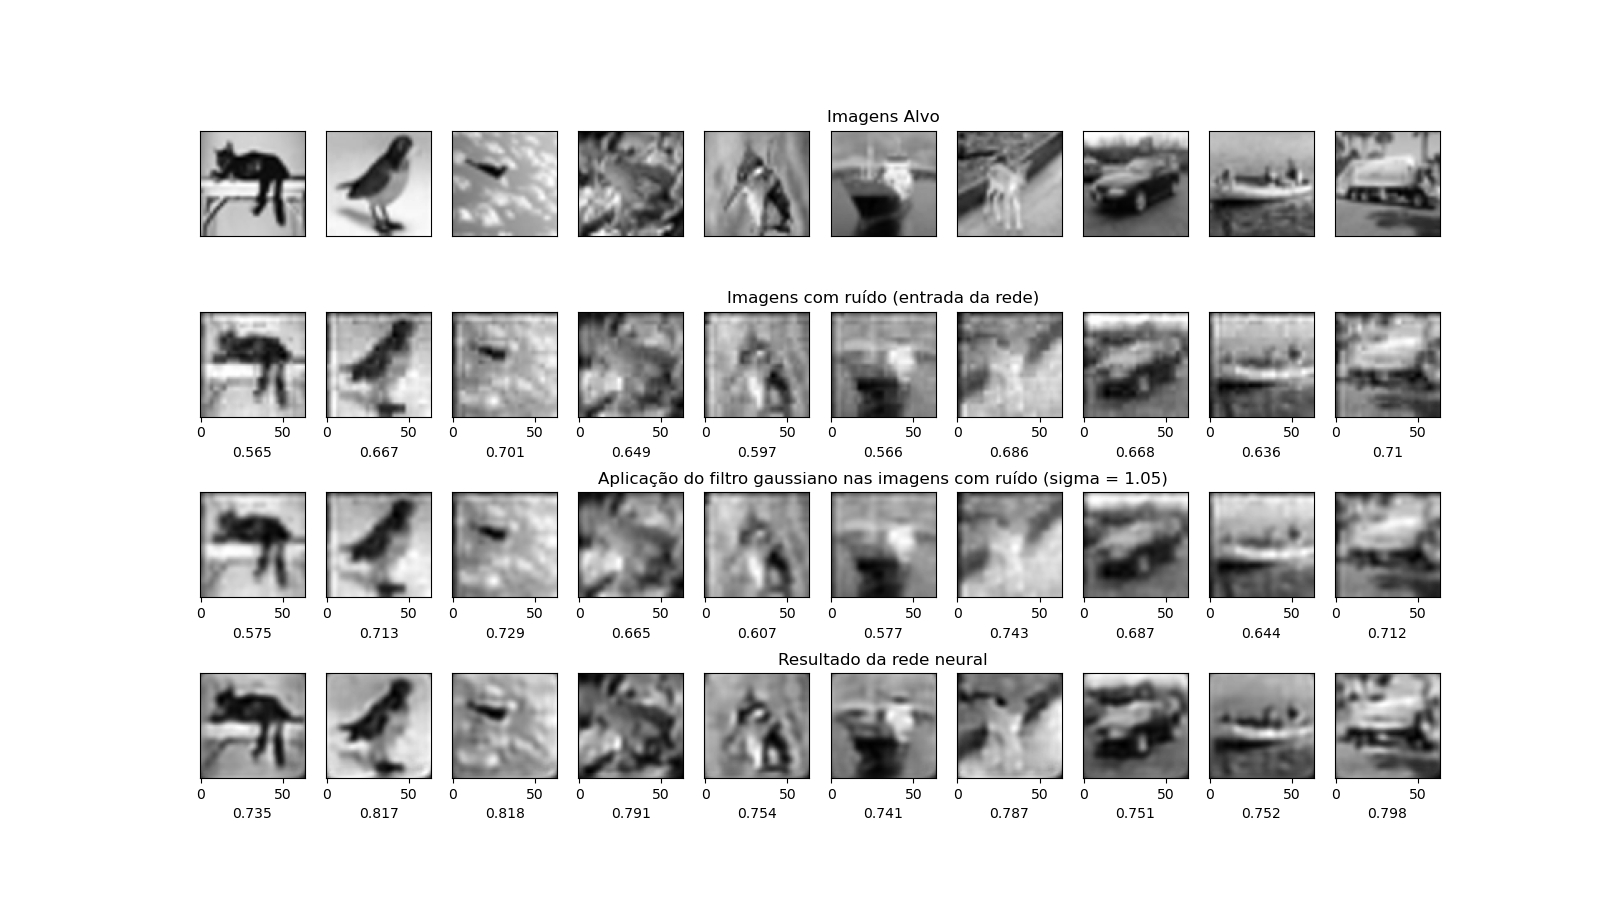 Imagens Alvo
Imagens com ruído (entrada da rede)
0 50 0 50 0 50 0 50 0 50 0 50 0 50 0 50 0 50 0 50
0.565 0.667 0.701 0.649 0.597 0.566 0.686 0.668 0.636 0.71
Aplicação do filtro gaussiano nas imagens com ruído (sigma = 1.05)
0 50 0 50 0 50 0 50 0 50 0 50 0 50 0 50 0 50 0 50
0.575 0.713 0.729 0.665 0.607 0.577 0.743 0.687 0.644 0.712
Resultado da rede neural
0 50 0 50 0 50 0 50 0 50 0 50 0 50 0 50 0 50 0 50
0.735 0.817 0.818 0.791 0.754 0.741 0.787 0.751 0.752 0.798